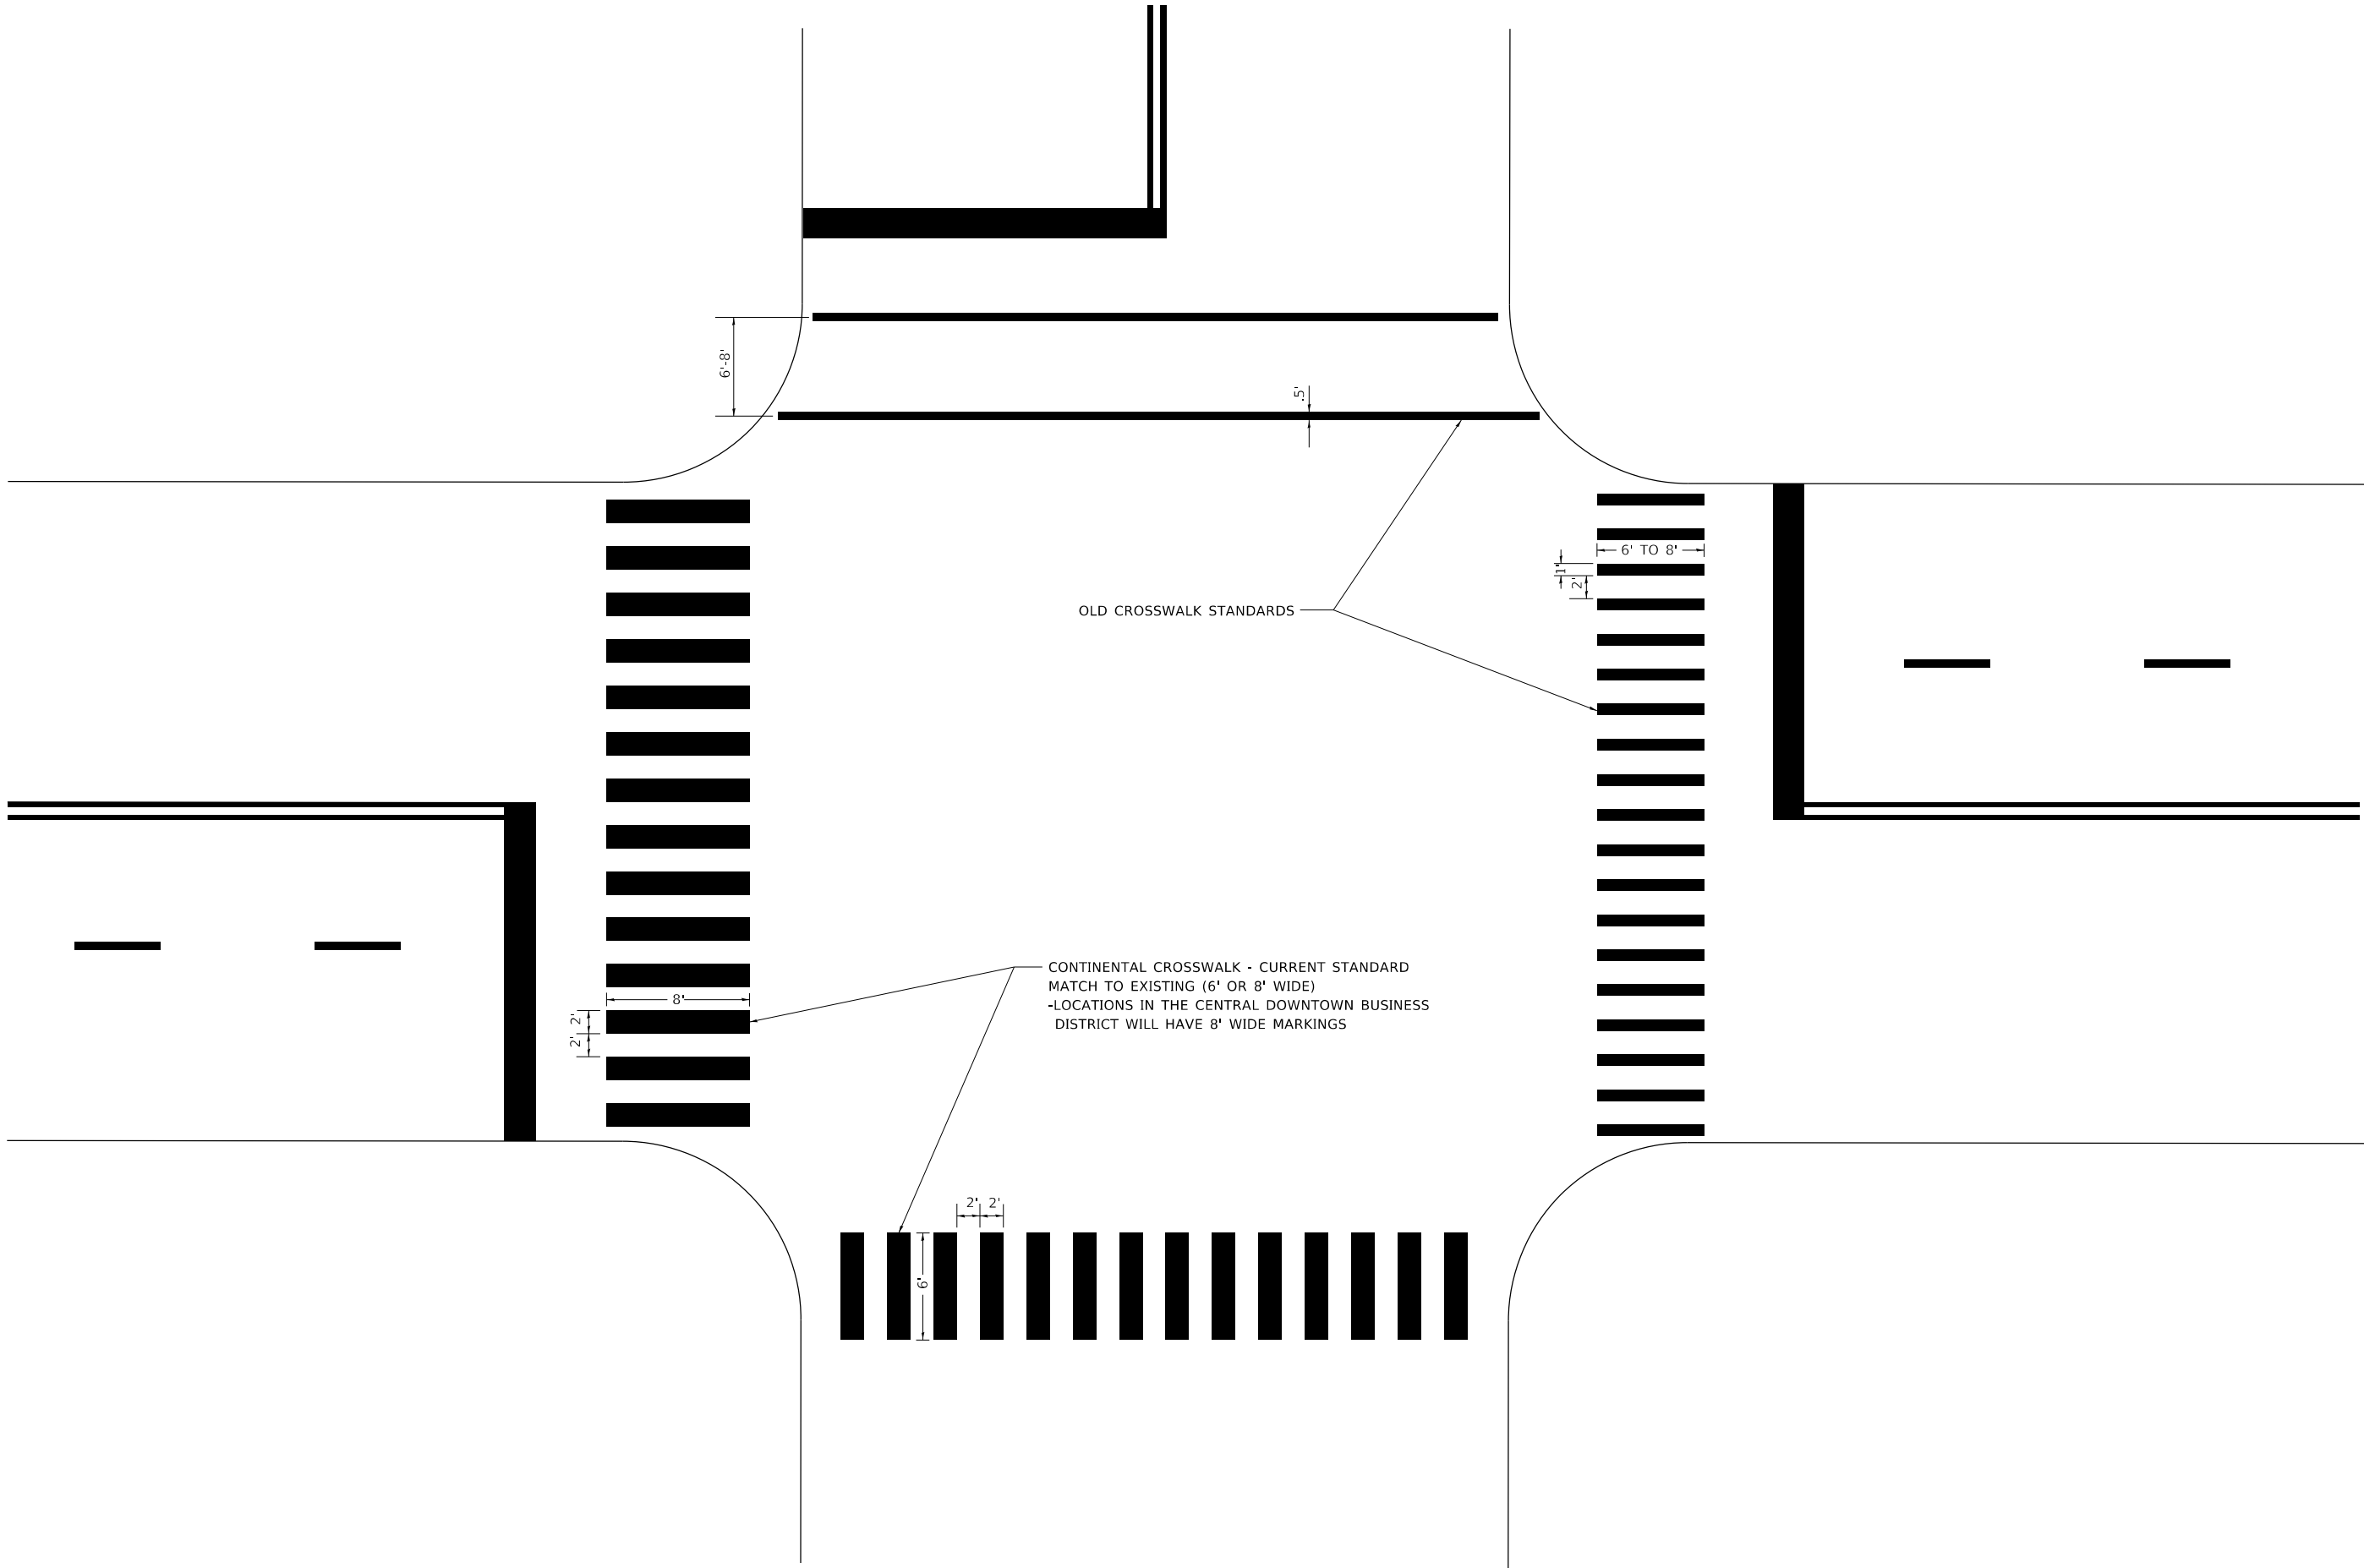 6'-8'
.5'
6' TO 8'
1'
2'
OLD CROSSWALK STANDARDS
CONTINENTAL CROSSWALK - CURRENT STANDARD
MATCH TO EXISTING (6' OR 8' WIDE)
-LOCATIONS IN THE CENTRAL DOWNTOWN BUSINESS
DISTRICT WILL HAVE 8' WIDE MARKINGS
8'
2'
2'
2' 2'
6'